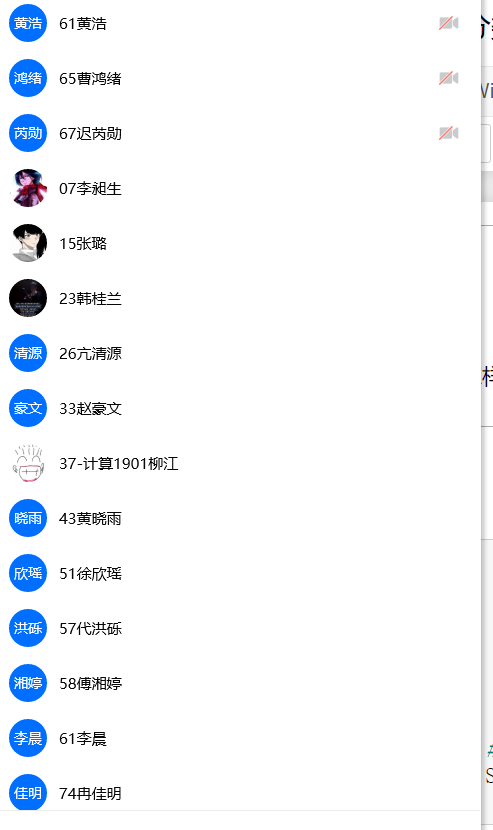 黄浩 61黄浩
鸿绪 65曹鸿绪
芮勋 67迟芮勋
07李昶生
15张璐
23韩桂兰
清源 26亢清源
豪文 33赵豪文
37-计算1901柳江
晓雨 43黄晓雨
欣瑶 51徐欣瑶
洪砾 57代洪砾
湘婷 58傅湘婷
李晨 61李晨
佳明 74冉佳明